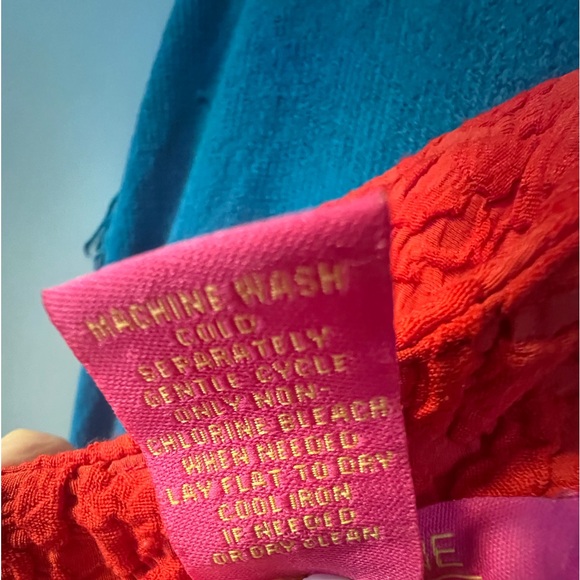 MACHINE WASH
COLD
SEPARATELY
GENTLE CYCLE
ONLY NON-
CHLORINE BLEACH
WHEN NEEDED
LAY FLAT TO DRY
COOL IRON
IF NEEDED
OR DRY CLEAN